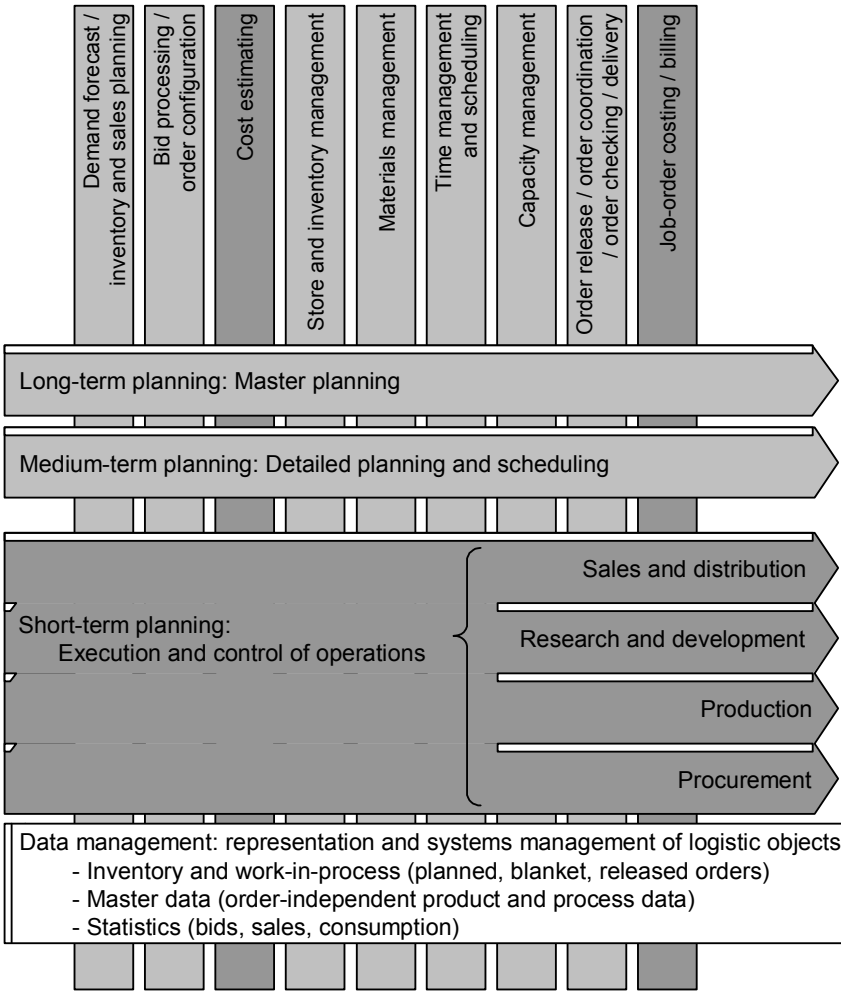 Demand forecast /
inventory and sales planning
Bid processing /
order configuration
Cost estimating
Store and inventory management
Materials management
Time management
and scheduling
Capacity management
Order release / order coordination
/ order checking / delivery
Job-order costing / billing
Long-term planning: Master planning
Medium-term planning: Detailed planning and scheduling
Sales and distribution
Short-term planning:
Execution and control of operations
Research and development
Production
Procurement
Data management: representation and systems management of logistic objects
- Inventory and work-in-process (planned, blanket, released orders)
- Master data (order-independent product and process data)
- Statistics (bids, sales, consumption)